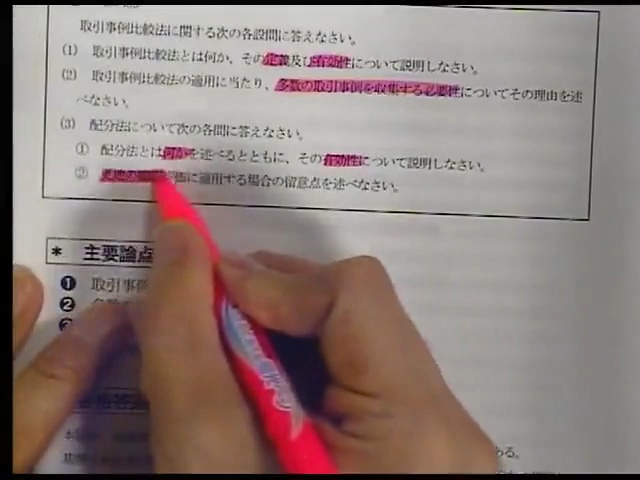 取引事例比較法に関する次の各設問に答えなさい。
(1) 取引事例比較法とは何か、その定義及び有効性について説明しなさい。
(2) 取引事例比較法の適用に当たり、多数の取引事例を収集する必要性についてその理由を述
べなさい。
(3) 配分法について次の各問に答えなさい。
① 配分法とは何かを述べるとともに、その有効性について説明しなさい。
② に適用する場合の留意点を述べなさい。
* 主要論点
❶ 取引事
❷
ある。